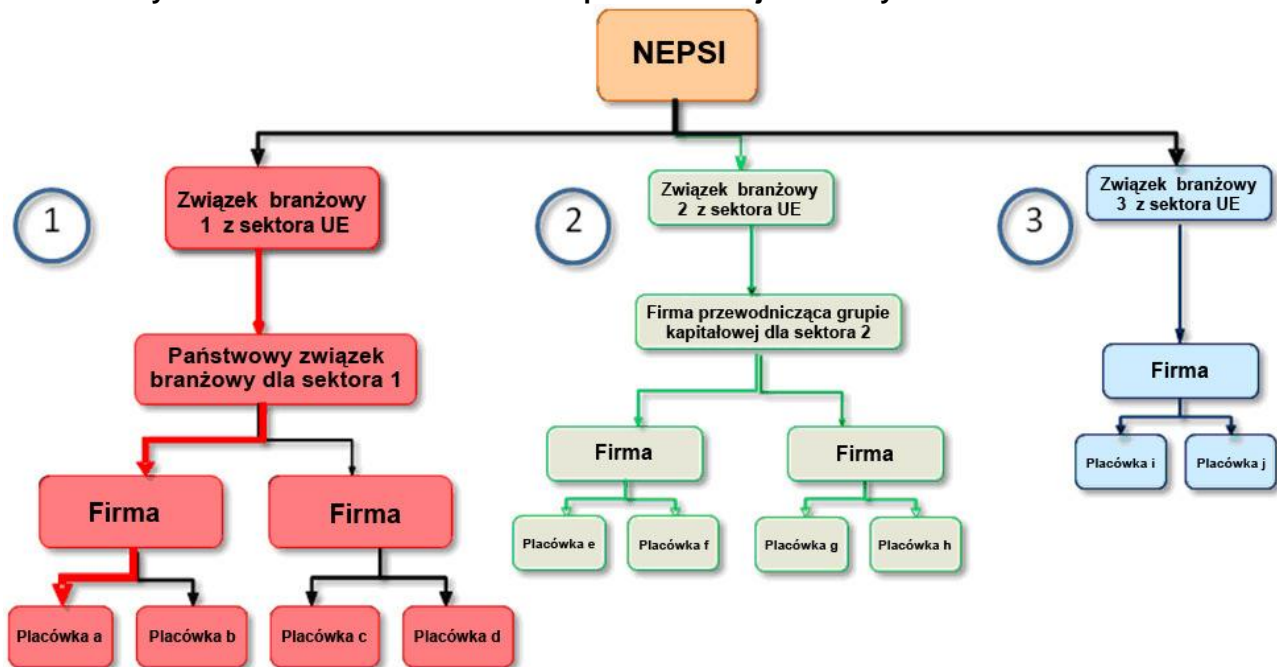 NEPSI
1
Związek branżowy
1 z sektora UE
2
Związek branżowy
2 z sektora UE
3
Związek branżowy
3 z sektora UE
Państwowy związek
branżowy dla sektora 1
Firma przewodnicząca grupie
kapitałowej dla sektora 2
Firma
Firma
Firma
Firma
Firma
Placówka a
Placówka b
Placówka c
Placówka d
Placówka e
Placówka f
Placówka g
Placówka h
Placówka i
Placówka j